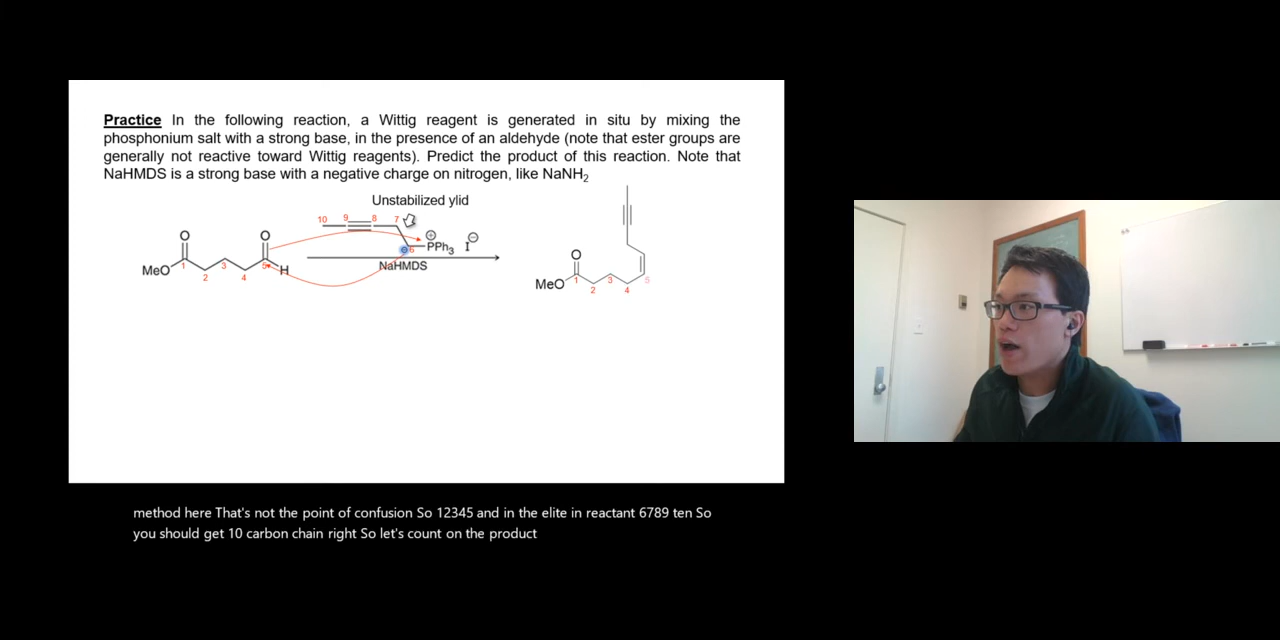 Practice In the following reaction, a Wittig reagent is generated in situ by mixing the
phosphonium salt with a strong base, in the presence of an aldehyde (note that ester groups are
generally not reactive toward Wittig reagents). Predict the product of this reaction. Note that
NaHMDS is a strong base with a negative charge on nitrogen, like NaNH2
Unstabilized ylid
10 9 8 7
O O ⊕ ⊖
⊖ 6 PPh3 I
MeO 1 2 3 4 5 H
NaHMDS
O
MeO 1 2 3 4 5
method here That's not the point of confusion So 12345 and in the elite in reactant 6789 ten So
you should get 10 carbon chain right So let's count on the product